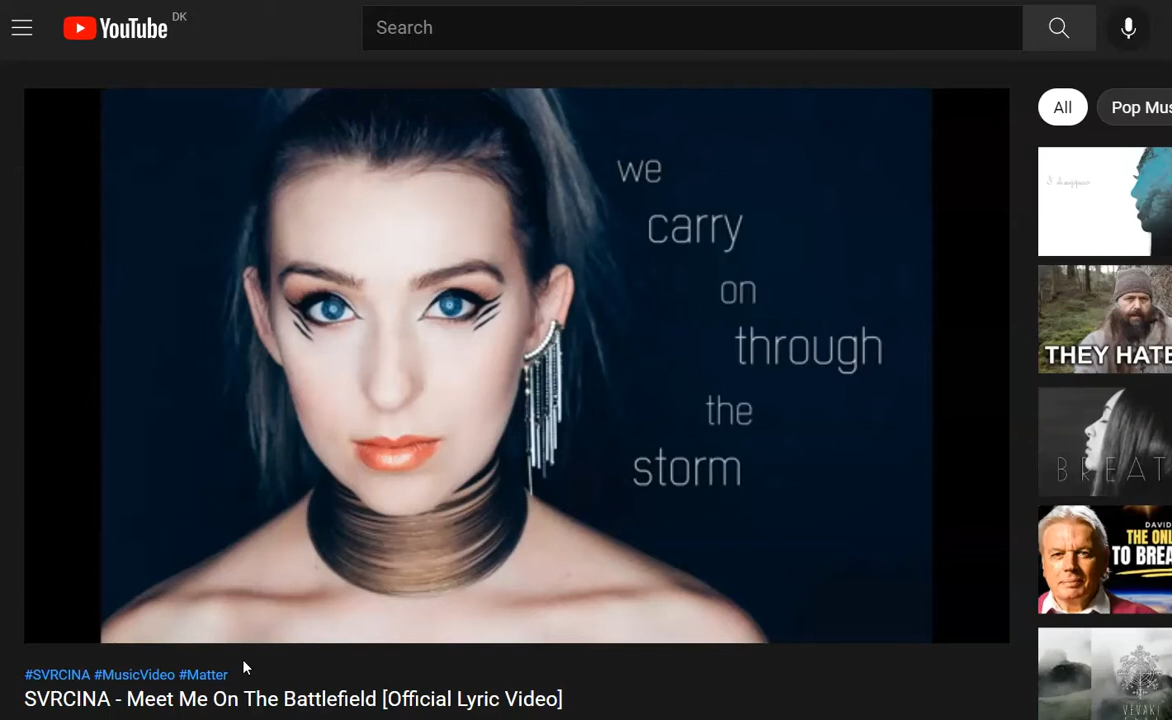 YouTube DK
Search
we
carry
on
through
the
storm
#SVRCINA #MusicVideo #Matter
SVRCINA - Meet Me On The Battlefield [Official Lyric Video]
All
Pop Mus
THEY HATE
BREAT
DAVID
THE ONL
TO BREA
VEVAKI